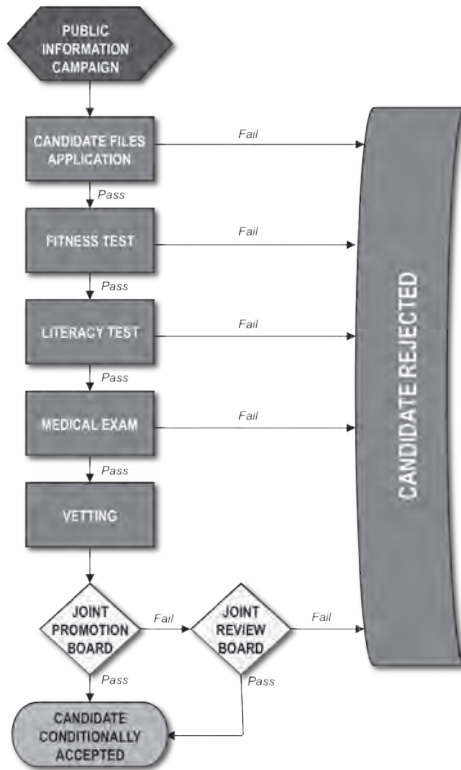 PUBLIC
INFORMATION
CAMPAIGN
CANDIDATE FILES
APPLICATION
Fail
Pass
FITNESS TEST
Fail
Pass
LITERACY TEST
Fail
Pass
MEDICAL EXAM
Fail
Pass
VETTING
JOINT
PROMOTION
BOARD
Fail
JOINT
REVIEW
BOARD
Fail
Pass
Pass
CANDIDATE
CONDITIONALLY
ACCEPTED
CANDIDATE REJECTED